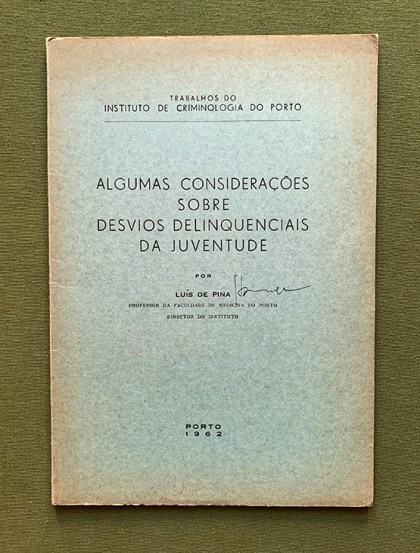 TRABALHOS DO
INSTITUTO DE CRIMINOLOGIA DO PORTO
ALGUMAS CONSIDERAÇÕES
SOBRE
DESVIOS DELINQUENCIAIS
DA JUVENTUDE
POR
LUÍS DE PINA
PROFESSOR DA FACULDADE DE MEDICINA DO PORTO
DIRECTOR DO INSTITUTO
PORTO
1962